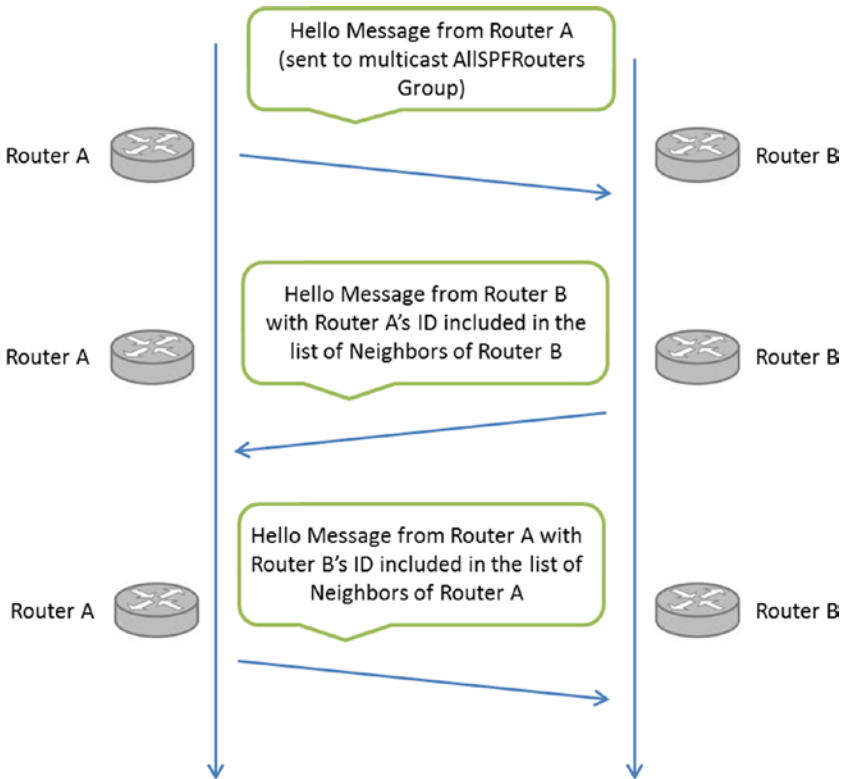 Hello Message from Router A
(sent to multicast AllSPFRouters
Group)
Router A
Router B
Hello Message from Router B
with Router A's ID included in the
list of Neighbors of Router B
Router A
Router B
Hello Message from Router A with
Router B's ID included in the list of
Neighbors of Router A
Router A
Router B